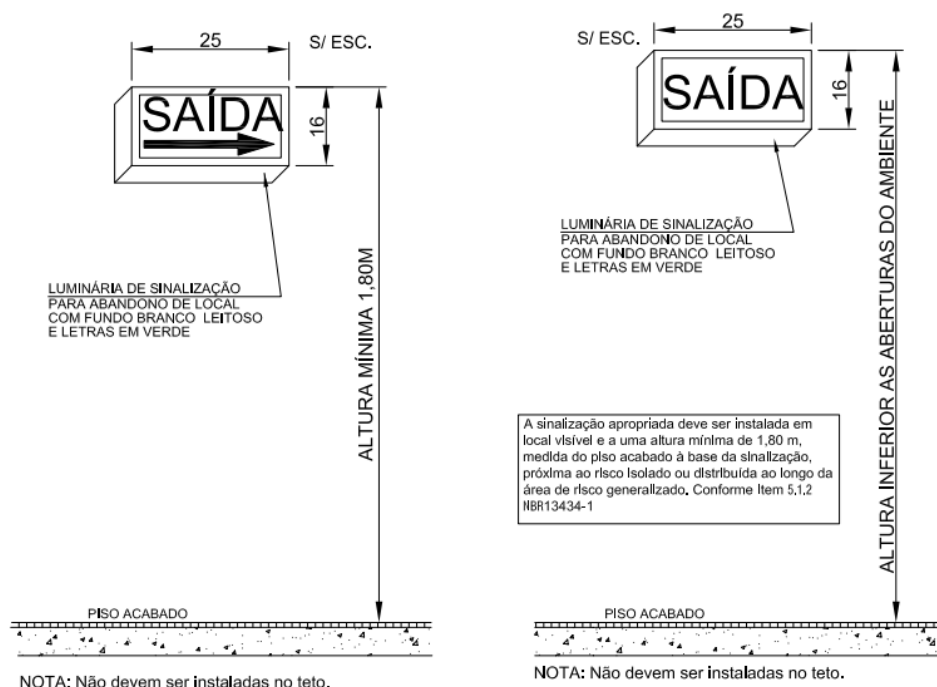 25
S/ ESC.
SAÍDA
16
LUMINÁRIA DE SINALIZAÇÃO
PARA ABANDONO DE LOCAL
COM FUNDO BRANCO LEITOSO
E LETRAS EM VERDE
ALTURA MÍNIMA 1,80M
PISO ACABADO
NOTA: Não devem ser instaladas no teto.
25
S/ ESC.
SAÍDA
16
LUMINÁRIA DE SINALIZAÇÃO
PARA ABANDONO DE LOCAL
COM FUNDO BRANCO LEITOSO
E LETRAS EM VERDE
ALTURA INFERIOR AS ABERTURAS DO AMBIENTE
A sinalização apropriada deve ser instalada em
local visível e a uma altura mínima de 1,80 m,
medida do piso acabado à base da sinalização,
próxima ao risco isolado ou distribuída ao longo da
área de risco generalizado. Conforme Item 5.1.2
NBR13434-1
PISO ACABADO
NOTA: Não devem ser instaladas no teto.